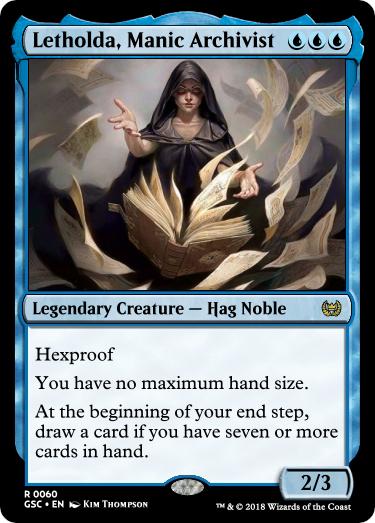 Letholda, Manic Archivist
Legendary Creature — Hag Noble
Hexproof
You have no maximum hand size.
At the beginning of your end step,
draw a card if you have seven or more
cards in hand.
2/3
R 0060
GSC • EN Kim Thompson
™ & © 2018 Wizards of the Coast